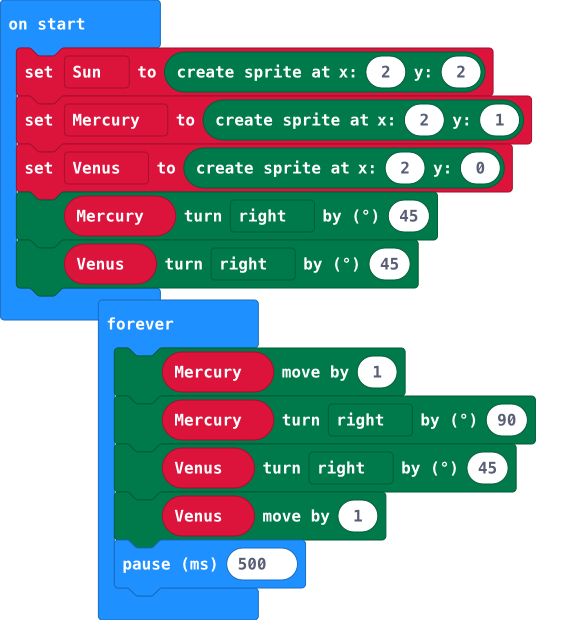 on start
set Sun to create sprite at x: 2 y: 2
set Mercury to create sprite at x: 2 y: 1
set Venus to create sprite at x: 2 y: 0
Mercury turn right by (°) 45
Venus turn right by (°) 45
forever
Mercury move by 1
Mercury turn right by (°) 90
Venus turn right by (°) 45
Venus move by 1
pause (ms) 500